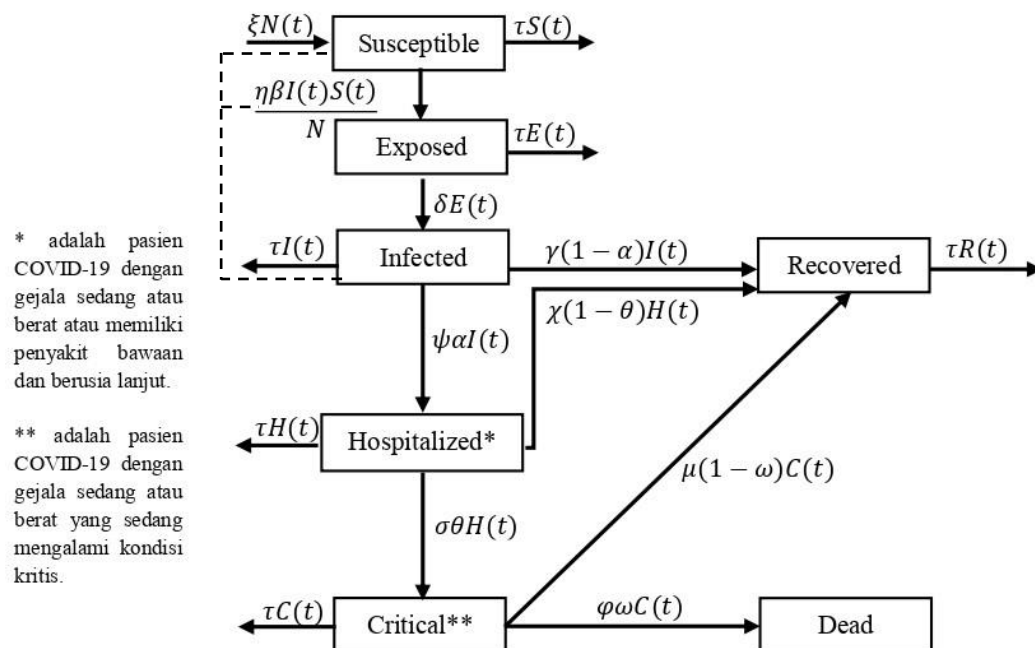 ξN(t)
Susceptible
τS(t)
ηβI(t)S(t)
N
Exposed
τE(t)
δE(t)
τI(t)
Infected
γ(1 − α)I(t)
Recovered
τR(t)
χ(1 − θ)H(t)
* adalah pasien
COVID-19 dengan
gejala sedang atau
berat atau memiliki
penyakit bawaan
dan berusia lanjut.
ψαI(t)
τH(t)
Hospitalized*
** adalah pasien
COVID-19 dengan
gejala sedang atau
berat yang sedang
mengalami kondisi
kritis.
μ(1 − ω)C(t)
σθH(t)
τC(t)
Critical**
φωC(t)
Dead